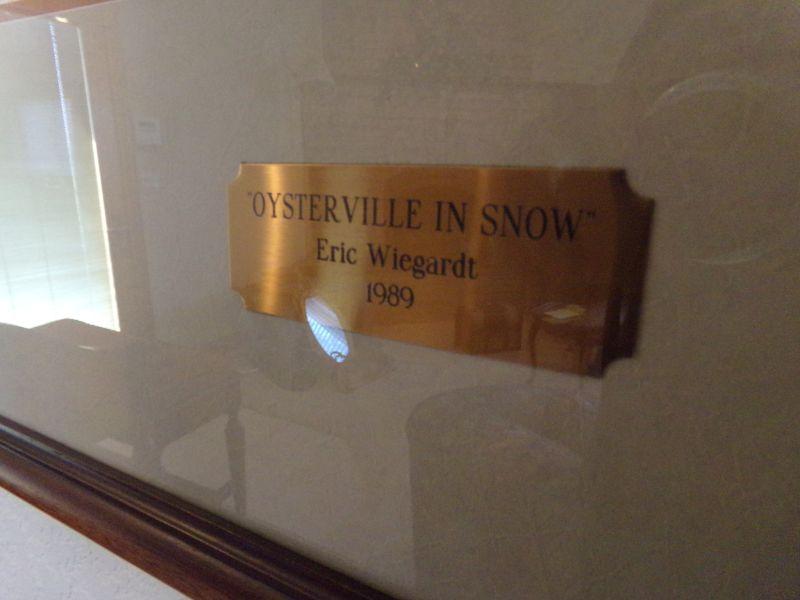 "OYSTERVILLE IN SNOW"
Eric Wiegardt
1989